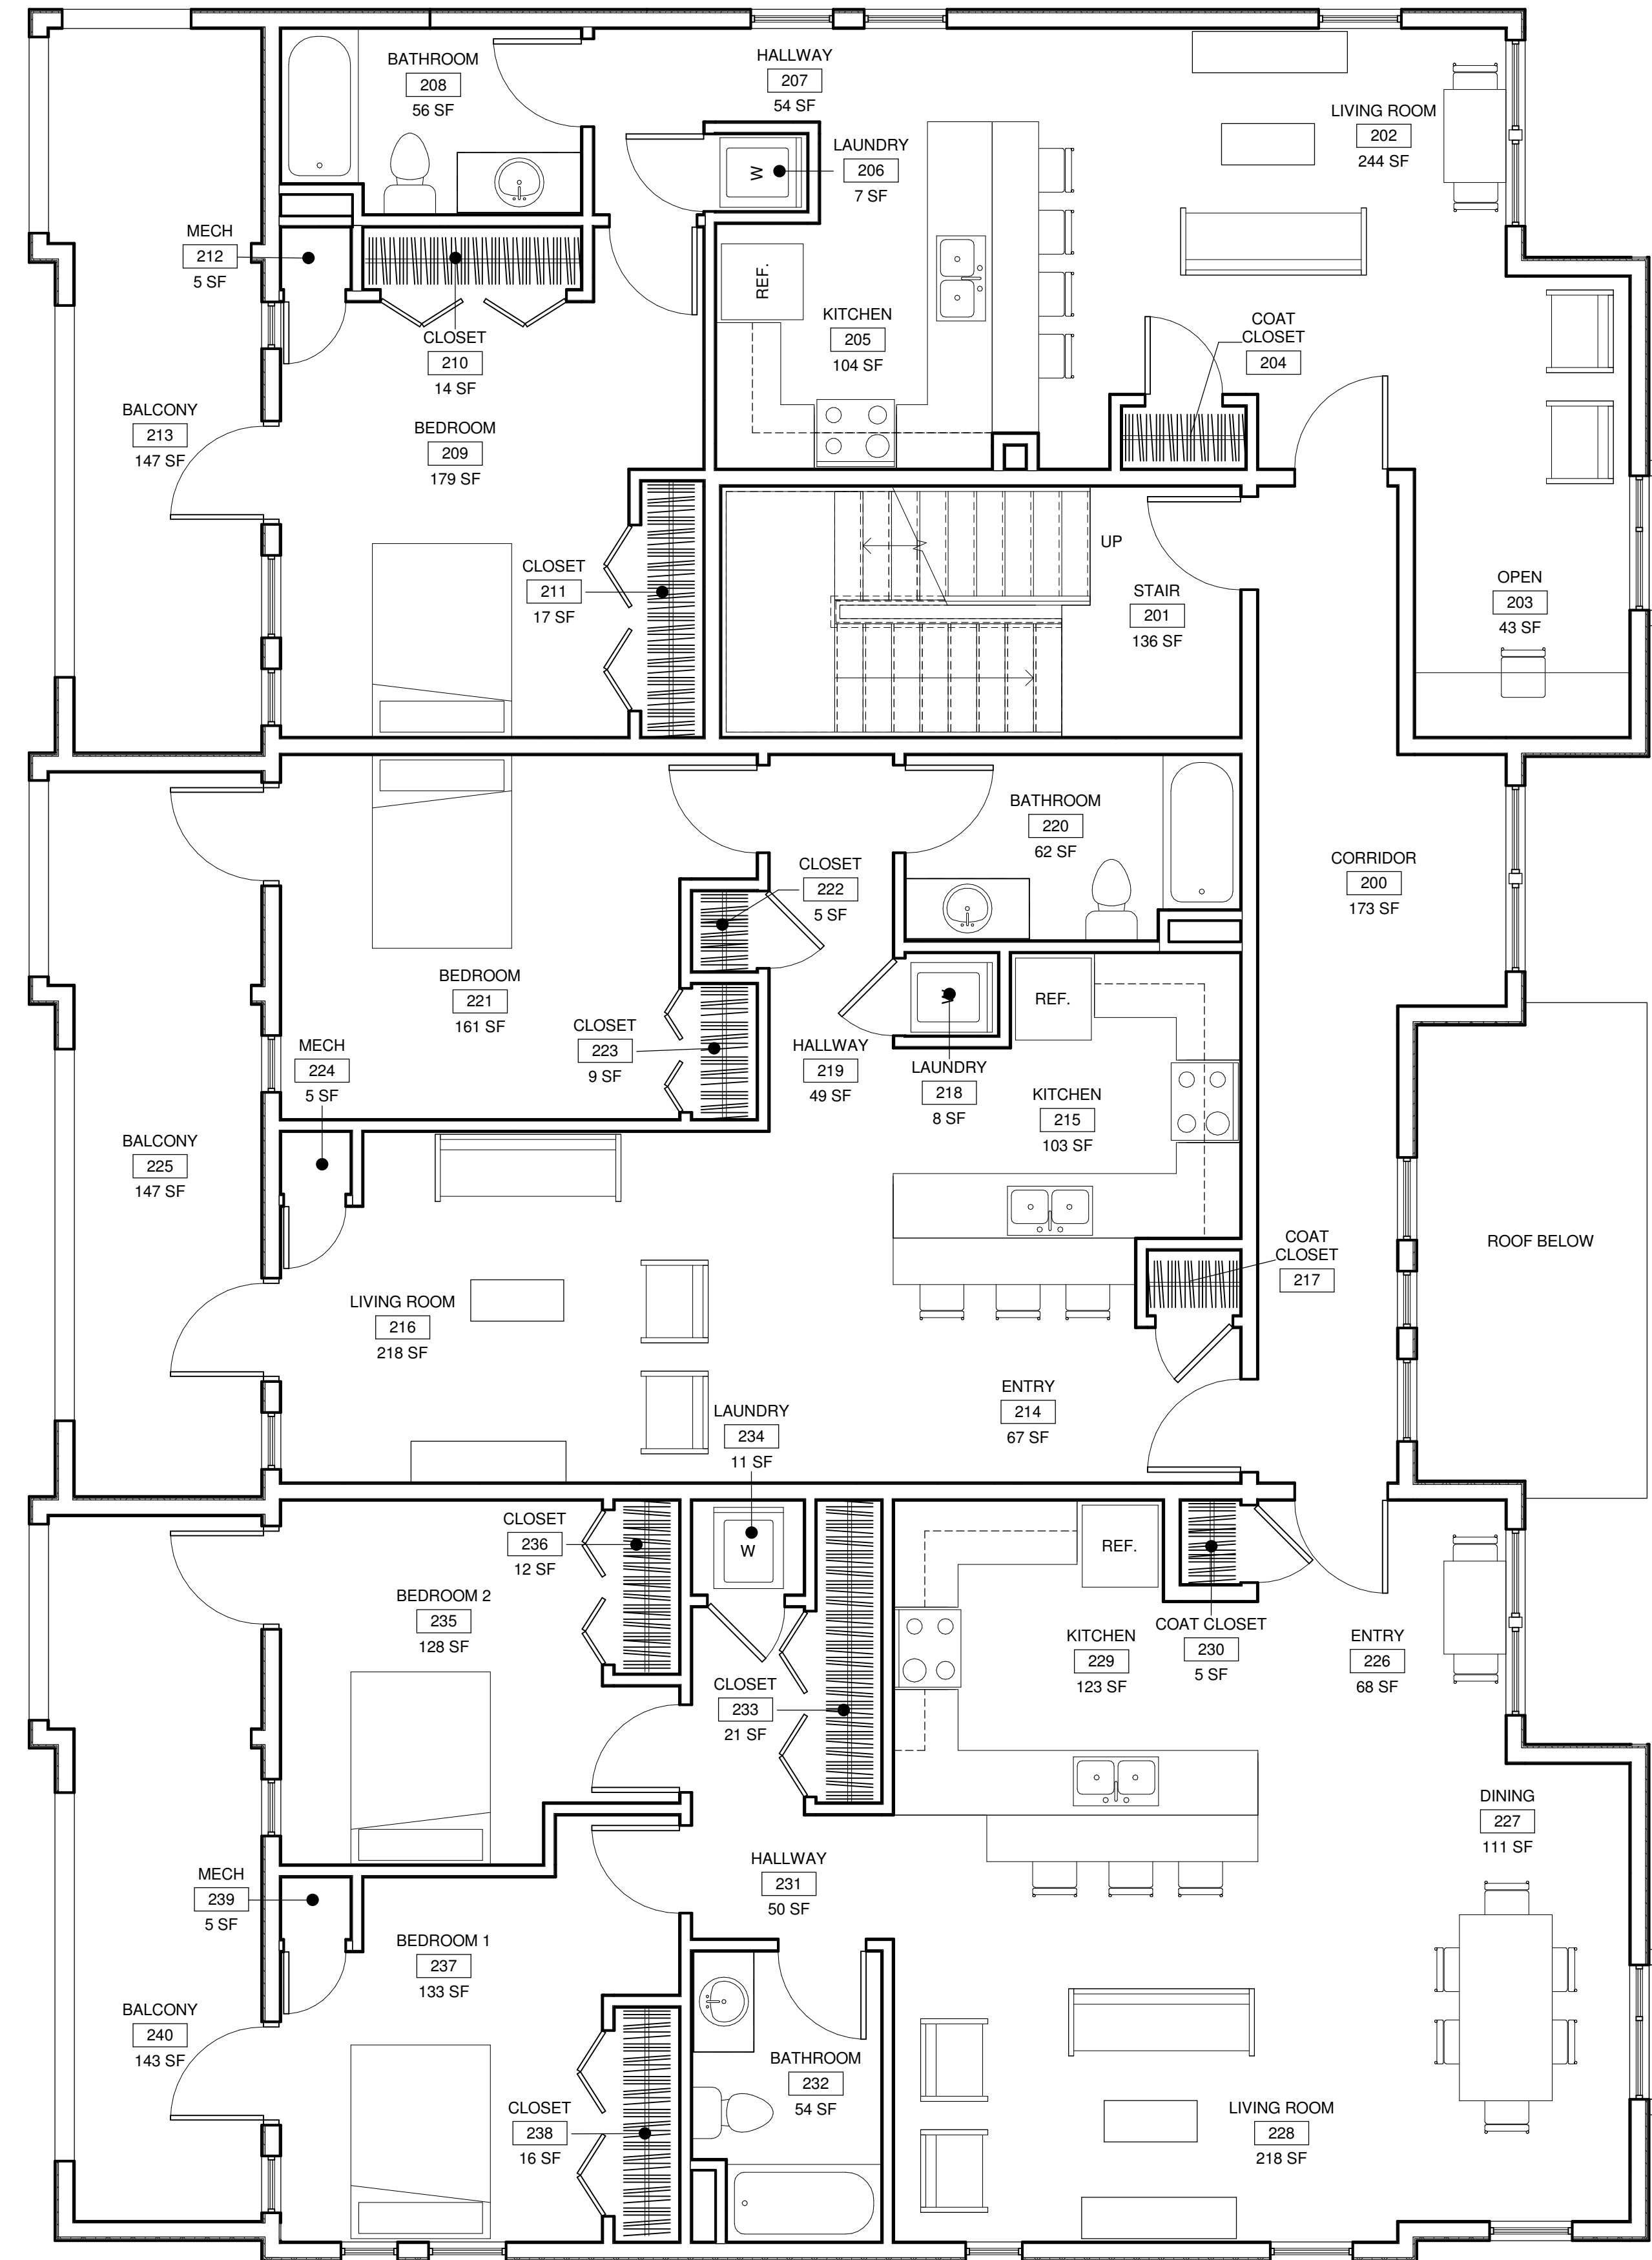 BATHROOM
208
56 SF
HALLWAY
207
54 SF
LIVING ROOM
202
244 SF
LAUNDRY
206
7 SF
W
MECH
212
5 SF
REF.
KITCHEN
205
104 SF
COAT
CLOSET
204
CLOSET
210
14 SF
BALCONY
213
147 SF
BEDROOM
209
179 SF
CLOSET
211
17 SF
UP
STAIR
201
136 SF
OPEN
203
43 SF
BATHROOM
220
62 SF
CLOSET
222
5 SF
CORRIDOR
200
173 SF
BEDROOM
221
161 SF
REF.
W
CLOSET
223
9 SF
MECH
224
5 SF
HALLWAY
219
49 SF
LAUNDRY
218
8 SF
KITCHEN
215
103 SF
BALCONY
225
147 SF
COAT
CLOSET
217
ROOF BELOW
LIVING ROOM
216
218 SF
ENTRY
214
67 SF
LAUNDRY
234
11 SF
W
CLOSET
236
12 SF
REF.
BEDROOM 2
235
128 SF
COAT CLOSET
230
5 SF
KITCHEN
229
123 SF
ENTRY
226
68 SF
CLOSET
233
21 SF
DINING
227
111 SF
HALLWAY
231
50 SF
MECH
239
5 SF
BEDROOM 1
237
133 SF
BALCONY
240
143 SF
BATHROOM
232
54 SF
CLOSET
238
16 SF
LIVING ROOM
228
218 SF